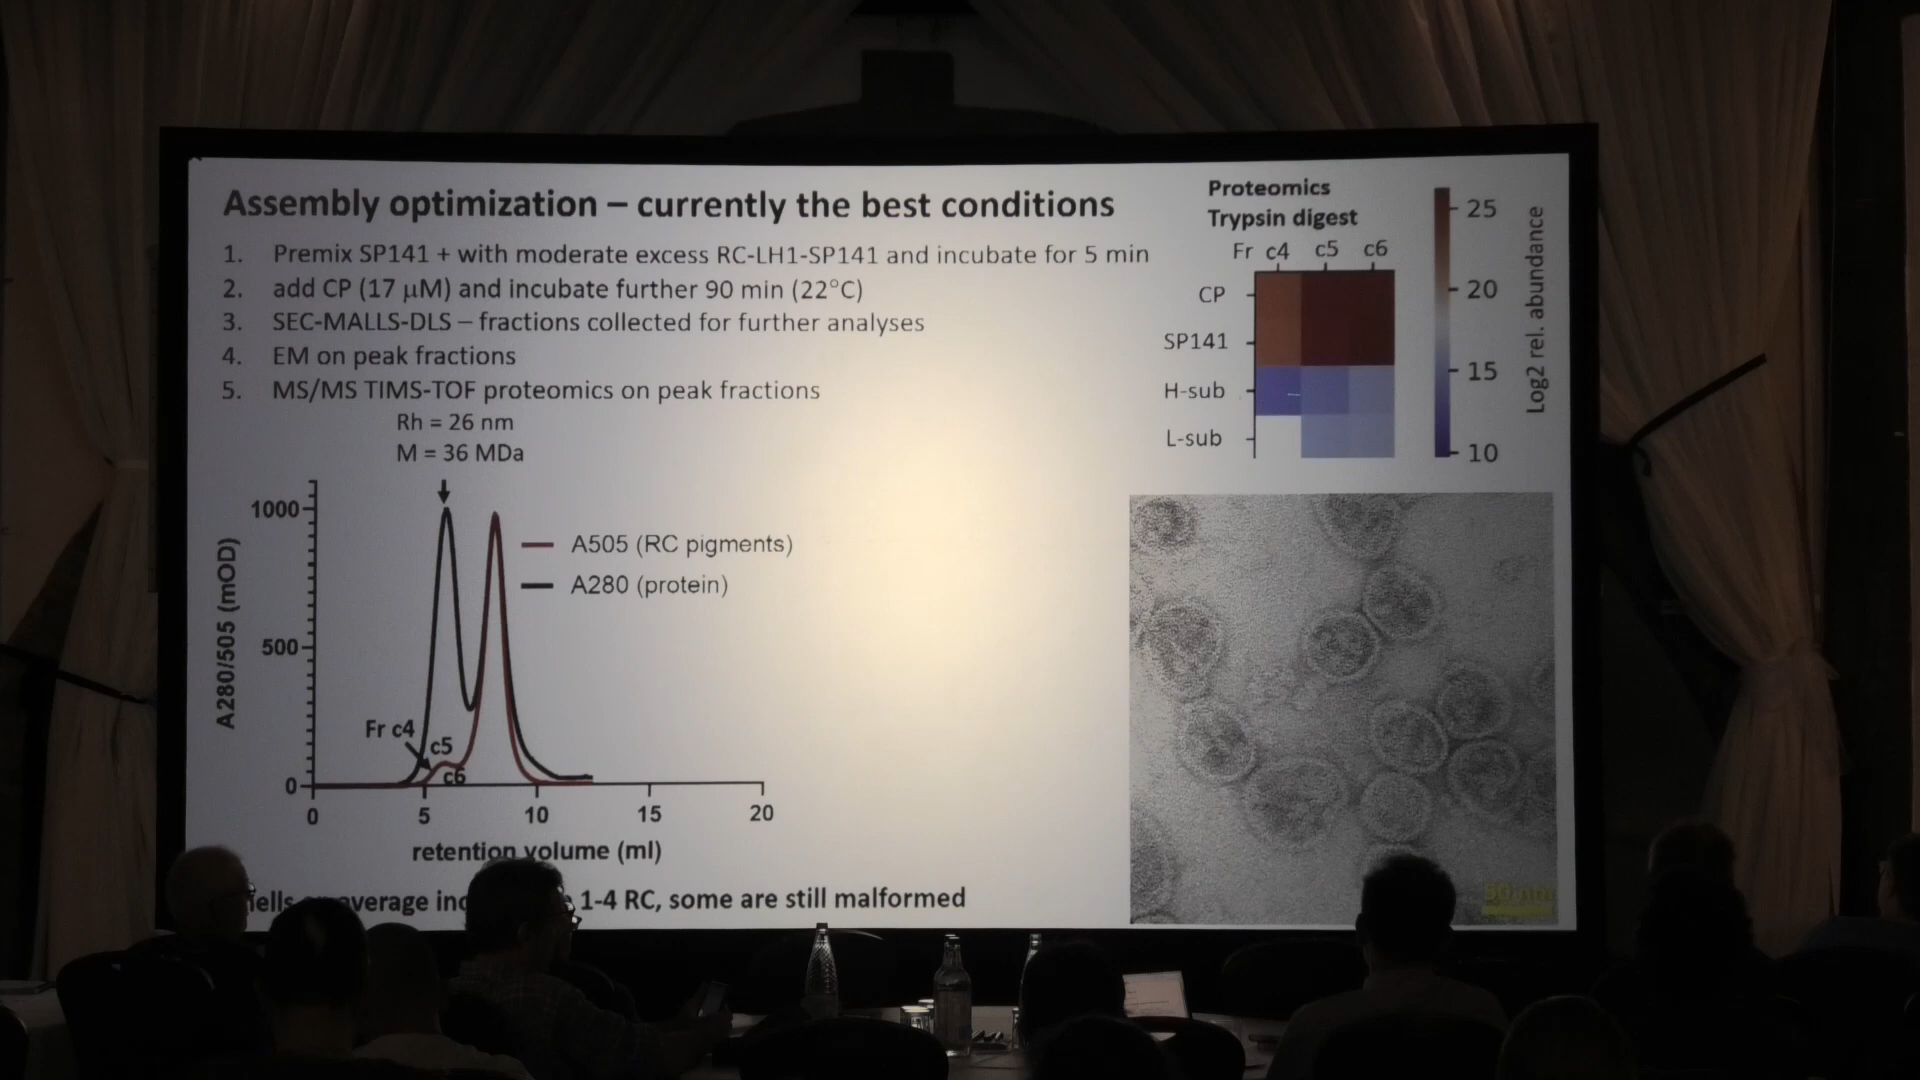 Assembly optimization – currently the best conditions
1. Premix SP141 + with moderate excess RC-LH1-SP141 and incubate for 5 min
2. add CP (17 µM) and incubate further 90 min (22°C)
3. SEC-MALLS-DLS – fractions collected for further analyses
4. EM on peak fractions
5. MS/MS TIMS-TOF proteomics on peak fractions
Rh = 26 nm
M = 36 MDa
A280/505 (mOD)
1000
500
0
A505 (RC pigments)
A280 (protein)
Fr c4
c5
c6
0 5 10 15 20
retention volume (ml)
1-4 RC, some are still malformed
Proteomics
Trypsin digest
Fr c4 c5 c6
CP
SP141
H-sub
L-sub
25
20
15
10
Log2 rel. abundance